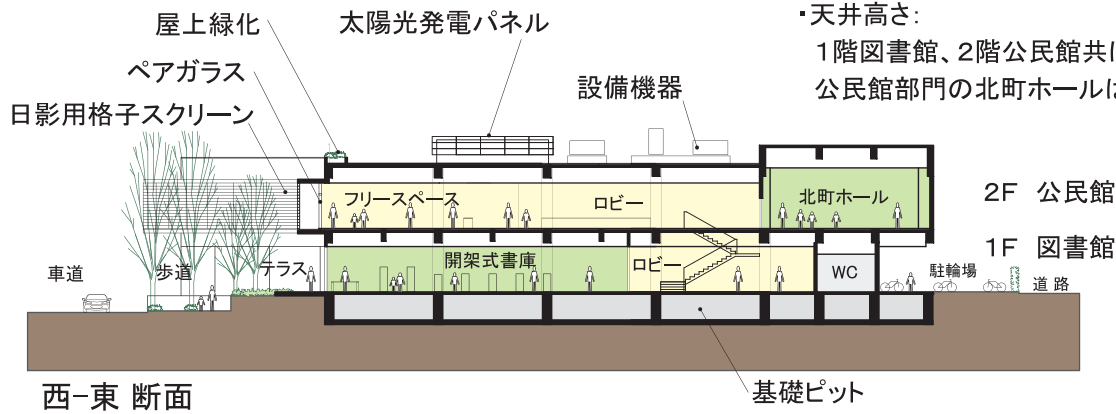 屋上緑化
太陽光発電パネル
・天井高さ:
1階図書館、2階公民館共に
公民館部門の北町ホールは
ペアガラス
設備機器
日影用格子スクリーン
フリースペース
ロビー
北町ホール
2F 公民館
1F 図書館
車道
歩道
テラス
開架式書庫
ロビー
WC
駐輪場
道路
西-東 断面
基礎ピット